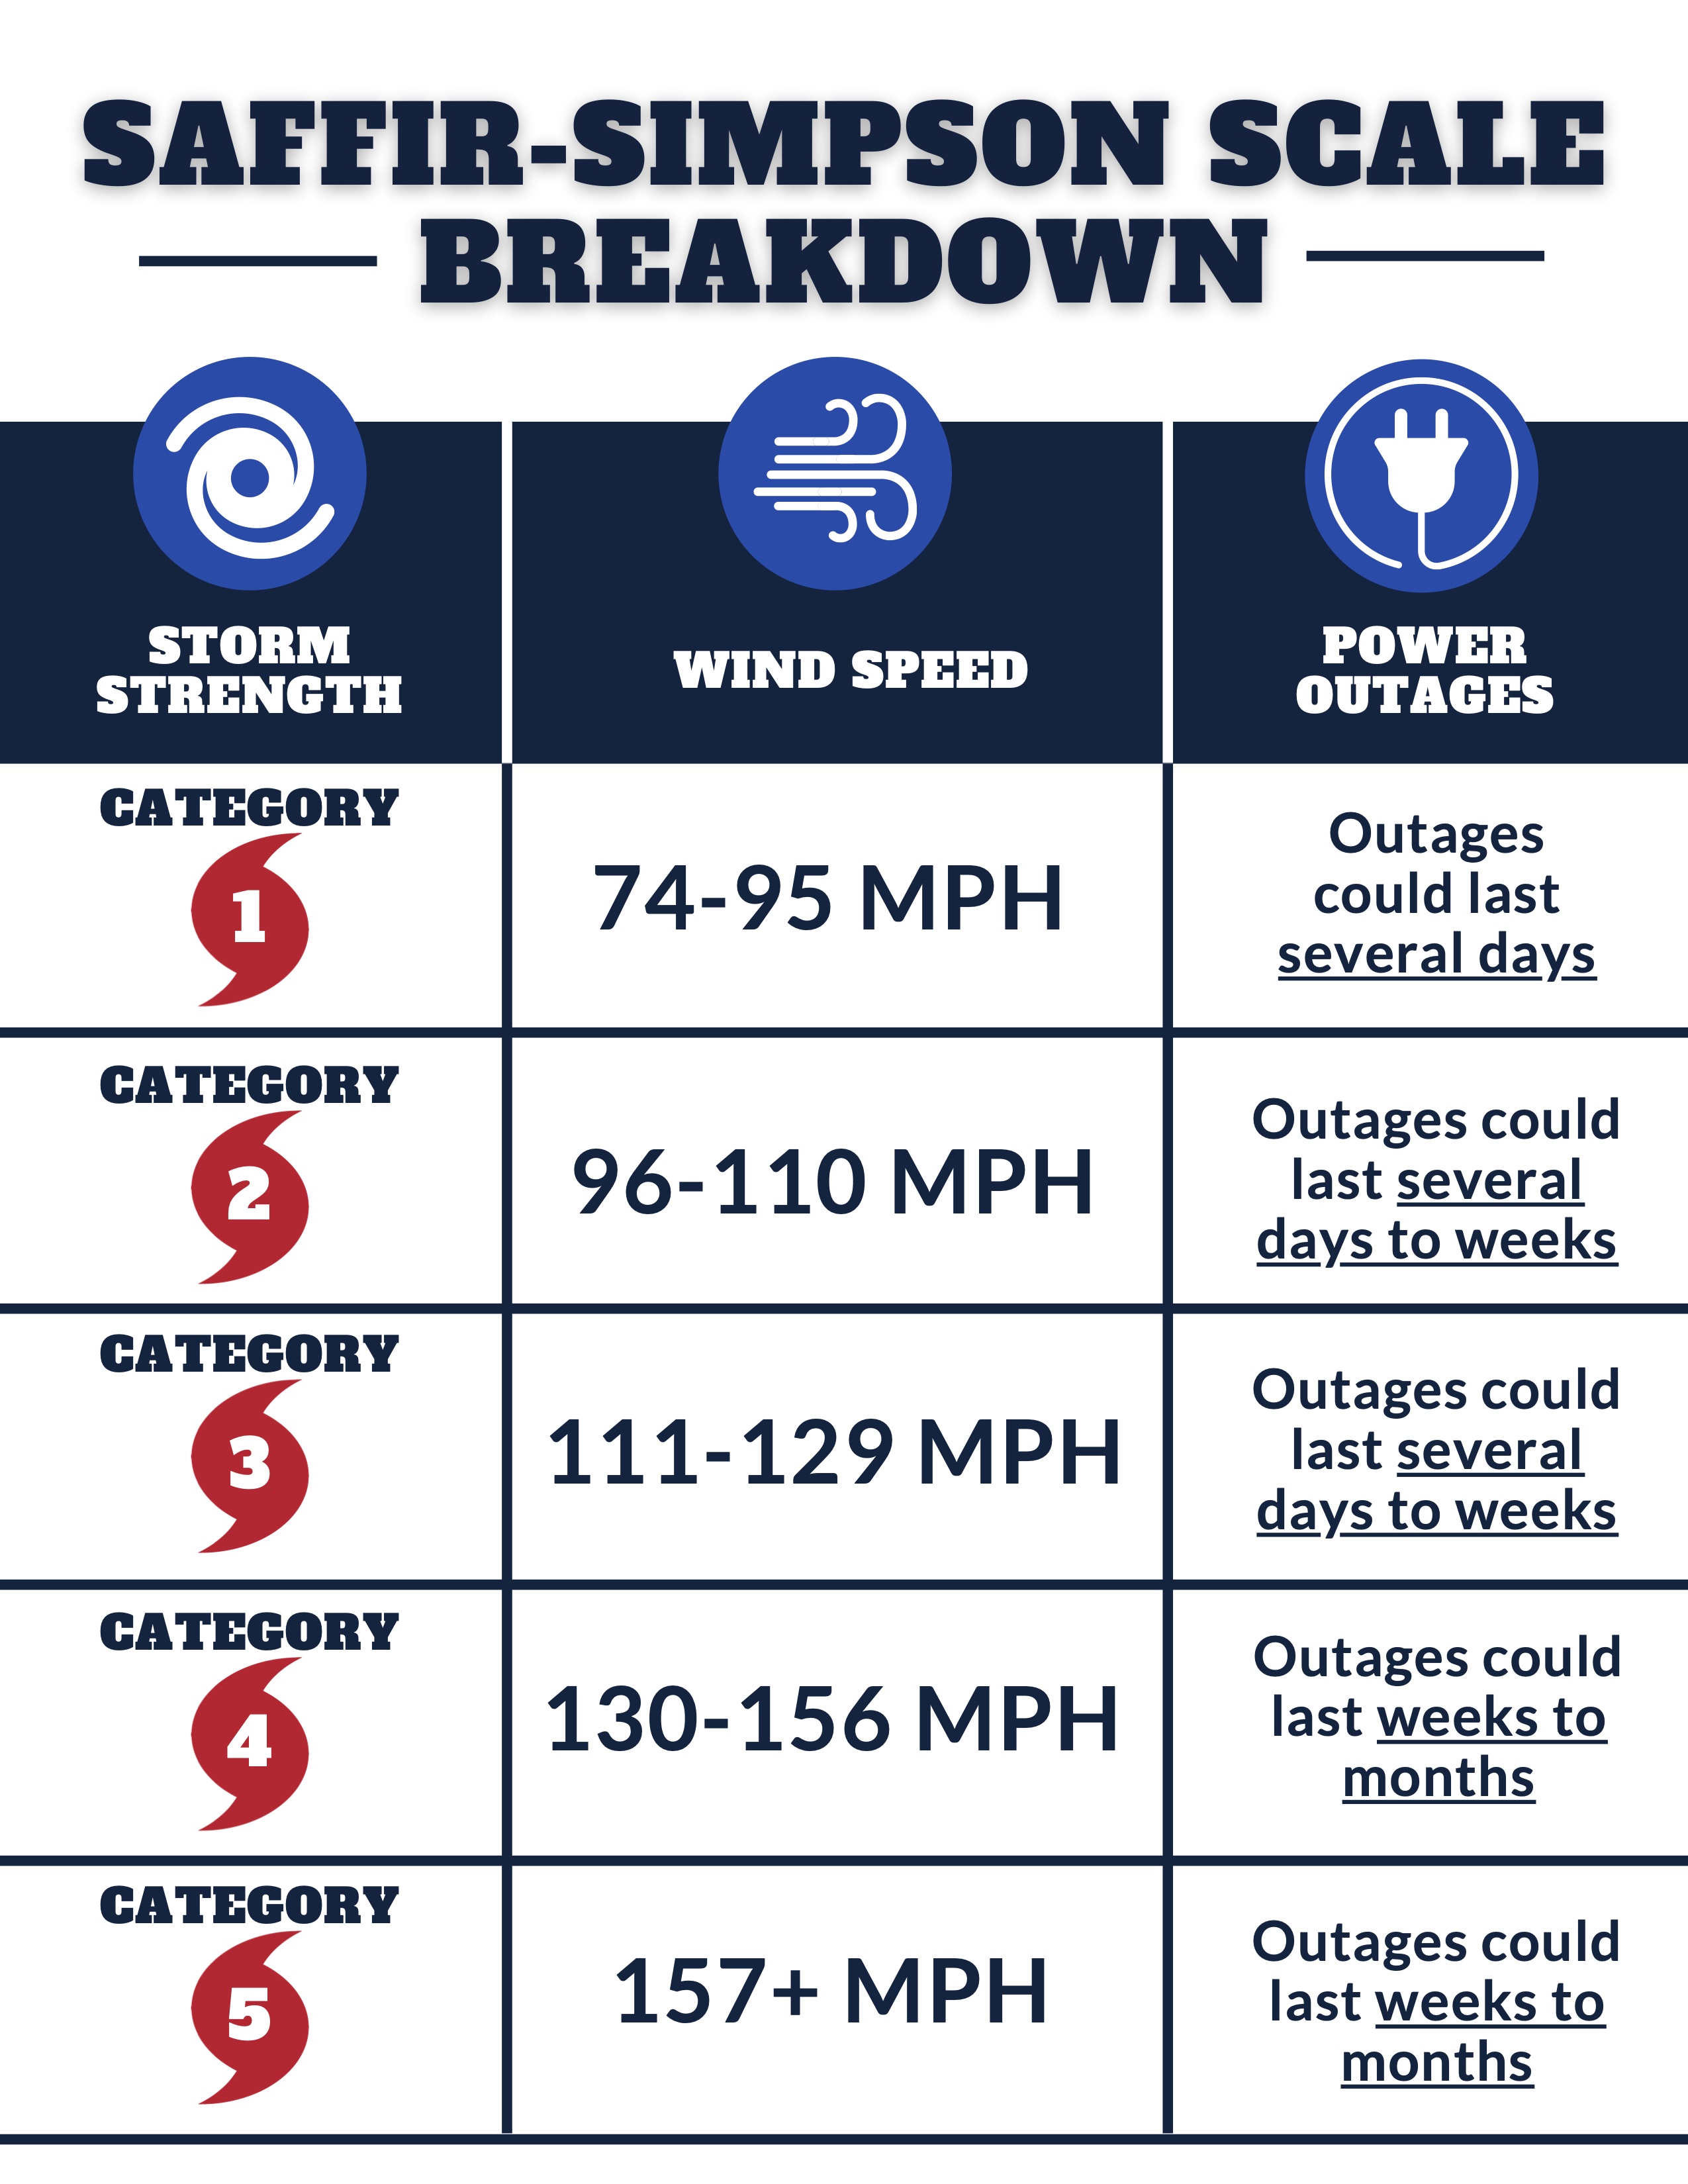 SAFFIR-SIMPSON SCALE
BREAKDOWN
STORM
STRENGTH
WIND SPEED
POWER
OUTAGES
CATEGORY
1
74-95 MPH
Outages
could last
several days
CATEGORY
2
96-110 MPH
Outages could
last several
days to weeks
CATEGORY
3
111-129 MPH
Outages could
last several
days to weeks
CATEGORY
4
130-156 MPH
Outages could
last weeks to
months
CATEGORY
5
157+ MPH
Outages could
last weeks to
months